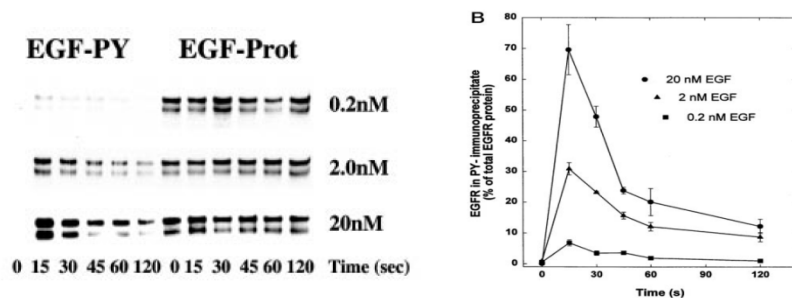 EGF-PY EGF-Prot
0.2nM
2.0nM
20nM
0 15 30 45 60 120 0 15 30 45 60 120 Time (sec)
B
EGFR in PY-immunoprecipitate
(% of total EGFR protein)
80
70
60
50
40
30
20
10
0
20 nM EGF
2 nM EGF
0.2 nM EGF
0 30 60 90 120
Time (s)